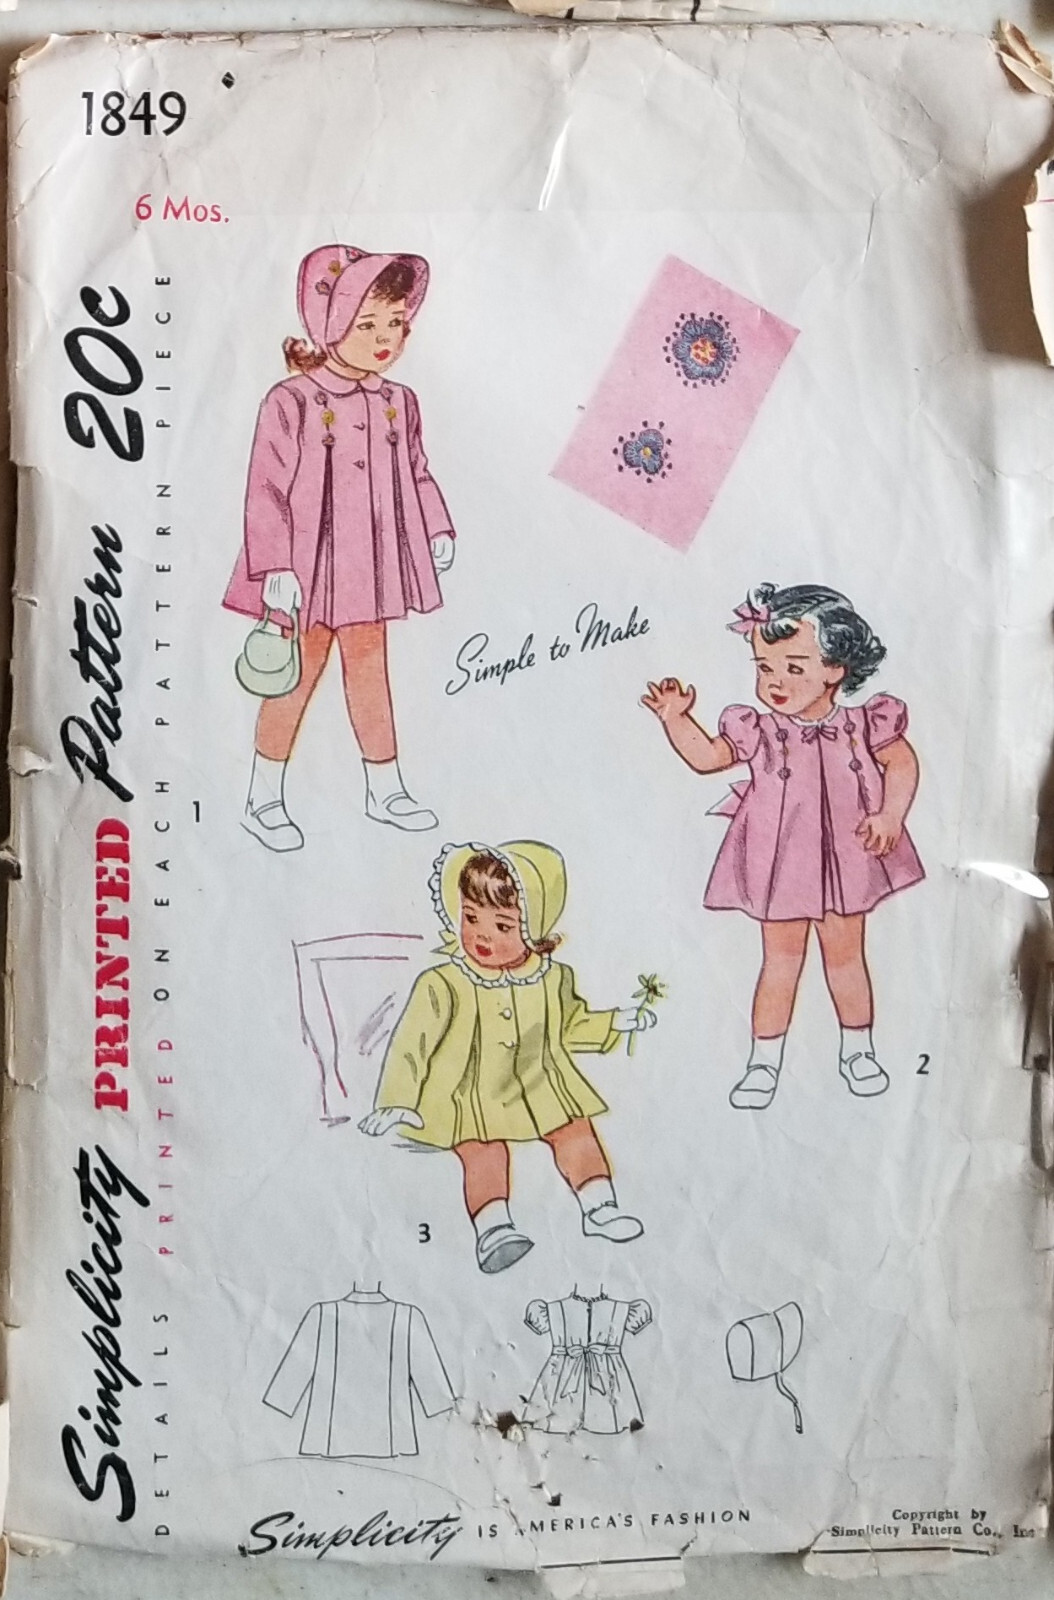 1849
6 Mos.
Simplicity PRINTED Pattern 20c
DETAILS PRINTED ON EACH PATTERN PIECE
Simple to Make
1
2
3
Simplicity IS AMERICA'S FASHION
Copyright by
Simplicity Pattern Co., Inc